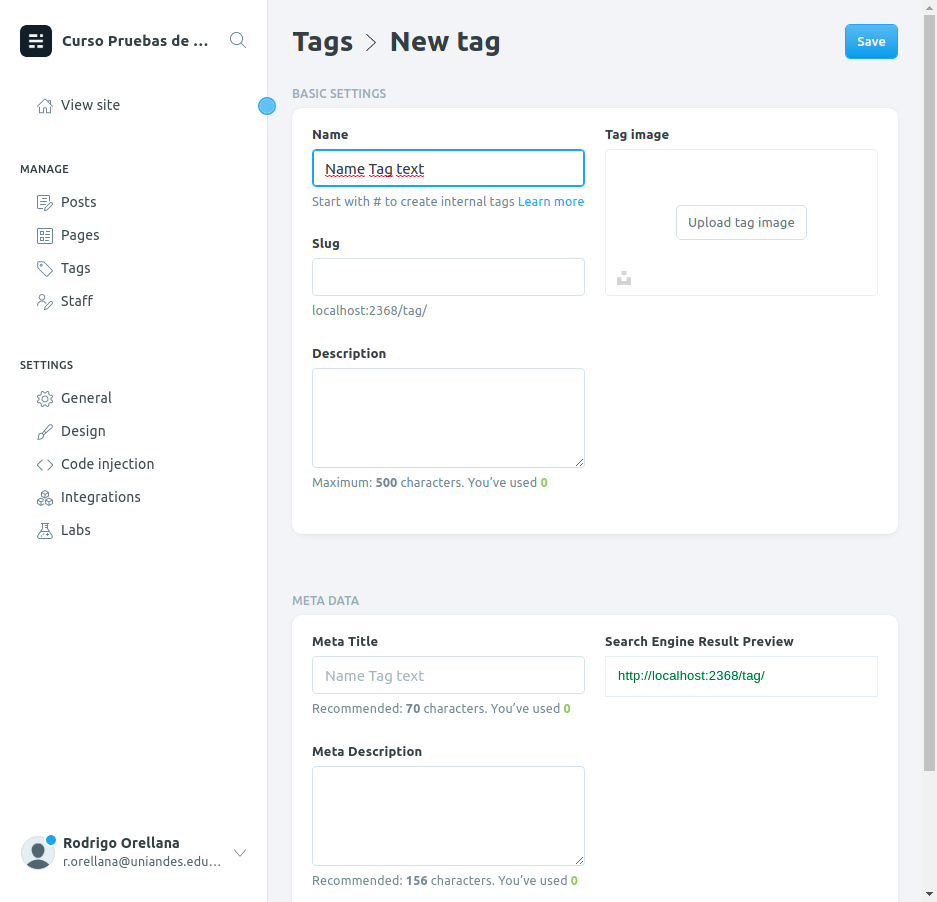 Curso Pruebas de ...
View site
MANAGE
Posts
Pages
Tags
Staff
SETTINGS
General
Design
Code injection
Integrations
Labs
Rodrigo Orellana
r.orellana@uniandes.edu...
Tags > New tag
Save
BASIC SETTINGS
Name
Name Tag text
Start with # to create internal tags Learn more
Slug
localhost:2368/tag/
Description
Maximum: 500 characters. You’ve used 0
Tag image
Upload tag image
META DATA
Meta Title
Name Tag text
Recommended: 70 characters. You’ve used 0
Meta Description
Recommended: 156 characters. You’ve used 0
Search Engine Result Preview
http://localhost:2368/tag/